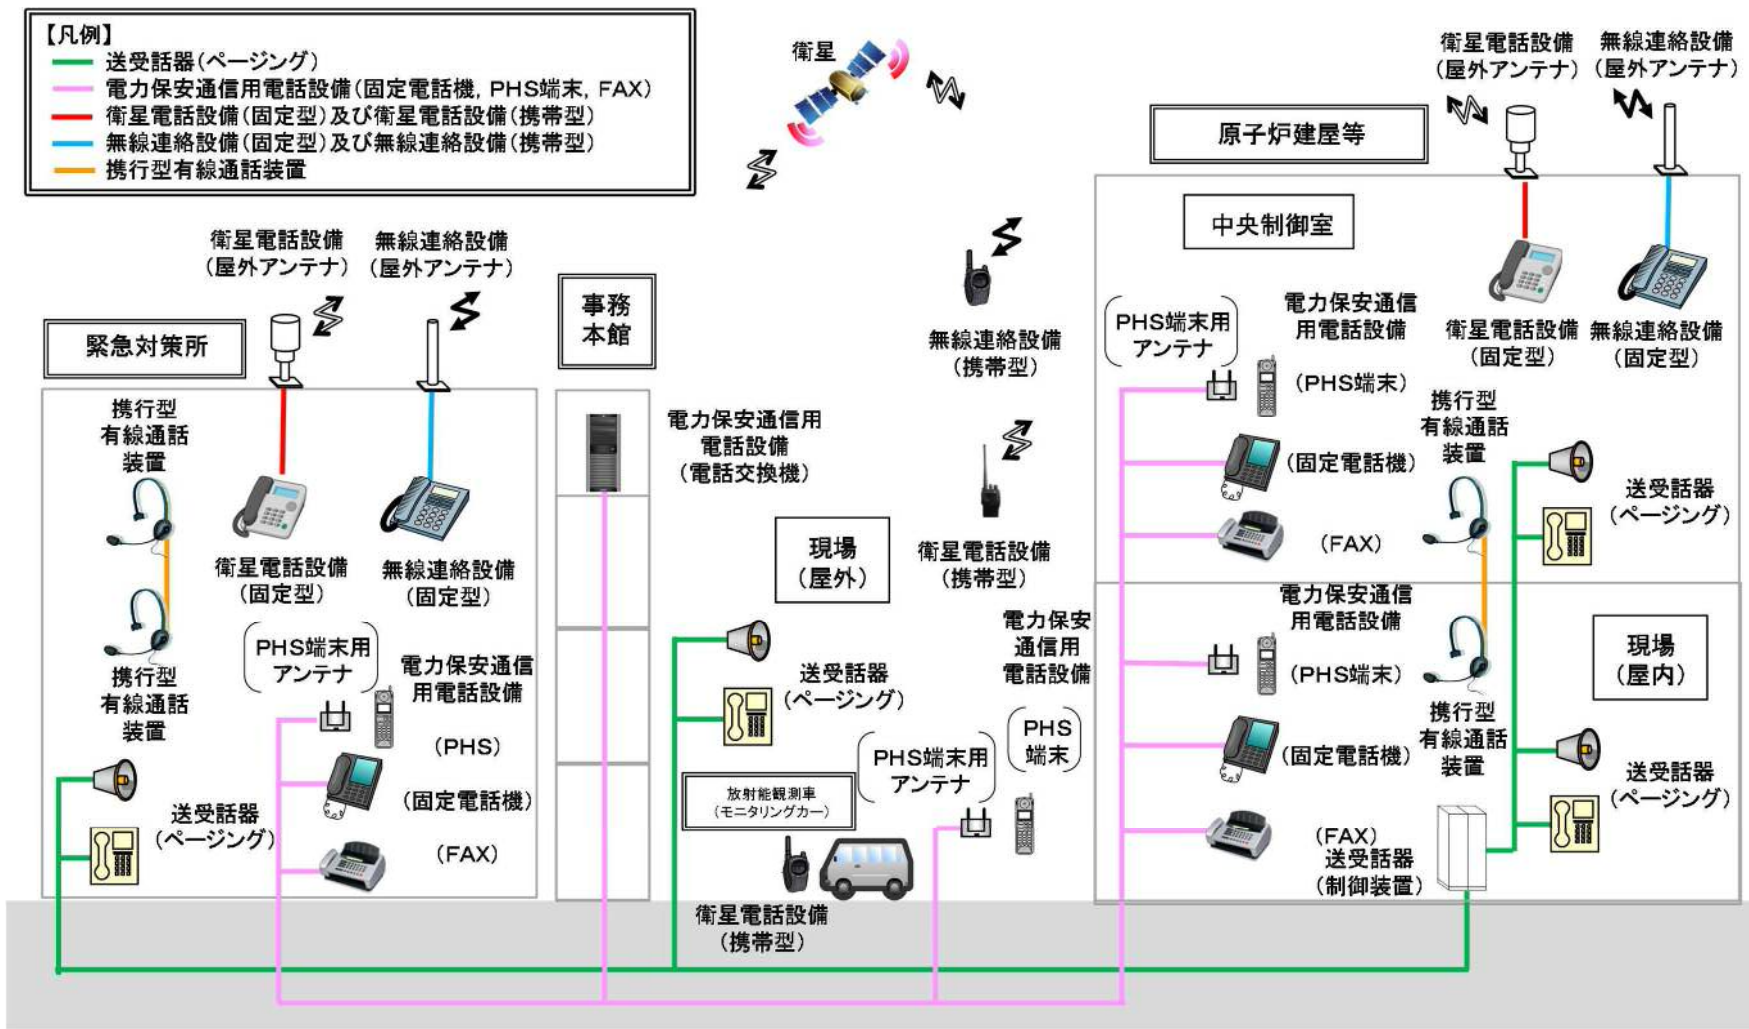 【凡例】
送受話器(ページング)
電力保安通信用電話設備(固定電話機, PHS端末, FAX)
衛星電話設備(固定型)及び衛星電話設備(携帯型)
無線連絡設備(固定型)及び無線連絡設備(携帯型)
携行型有線通話装置
衛星
衛星電話設備
(屋外アンテナ)
無線連絡設備
(屋外アンテナ)
原子炉建屋等
中央制御室
衛星電話設備
(屋外アンテナ)
無線連絡設備
(屋外アンテナ)
緊急対策所
事務
本館
携行型
有線通話
装置
衛星電話設備
(固定型)
無線連絡設備
(固定型)
携行型
有線通話
装置
PHS端末用
アンテナ
電力保安通信
用電話設備
(PHS)
(固定電話機)
(FAX)
送受話器
(ページング)
電力保安通信用
電話設備
(電話交換機)
現場
(屋外)
送受話器
(ページング)
放射能観測車
(モニタリングカー)
衛星電話設備
(携帯型)
無線連絡設備
(携帯型)
衛星電話設備
(携帯型)
電力保安
通信用
電話設備
PHS
端末
PHS端末用
アンテナ
PHS端末用
アンテナ
電力保安通信
用電話設備
(PHS端末)
(固定電話機)
(FAX)
衛星電話設備
(固定型)
無線連絡設備
(固定型)
携行型
有線通話
装置
送受話器
(ページング)
電力保安通信
用電話設備
(PHS端末)
(固定電話機)
(FAX)
携行型
有線通話
装置
現場
(屋内)
送受話器
(ページング)
送受話器
(制御装置)